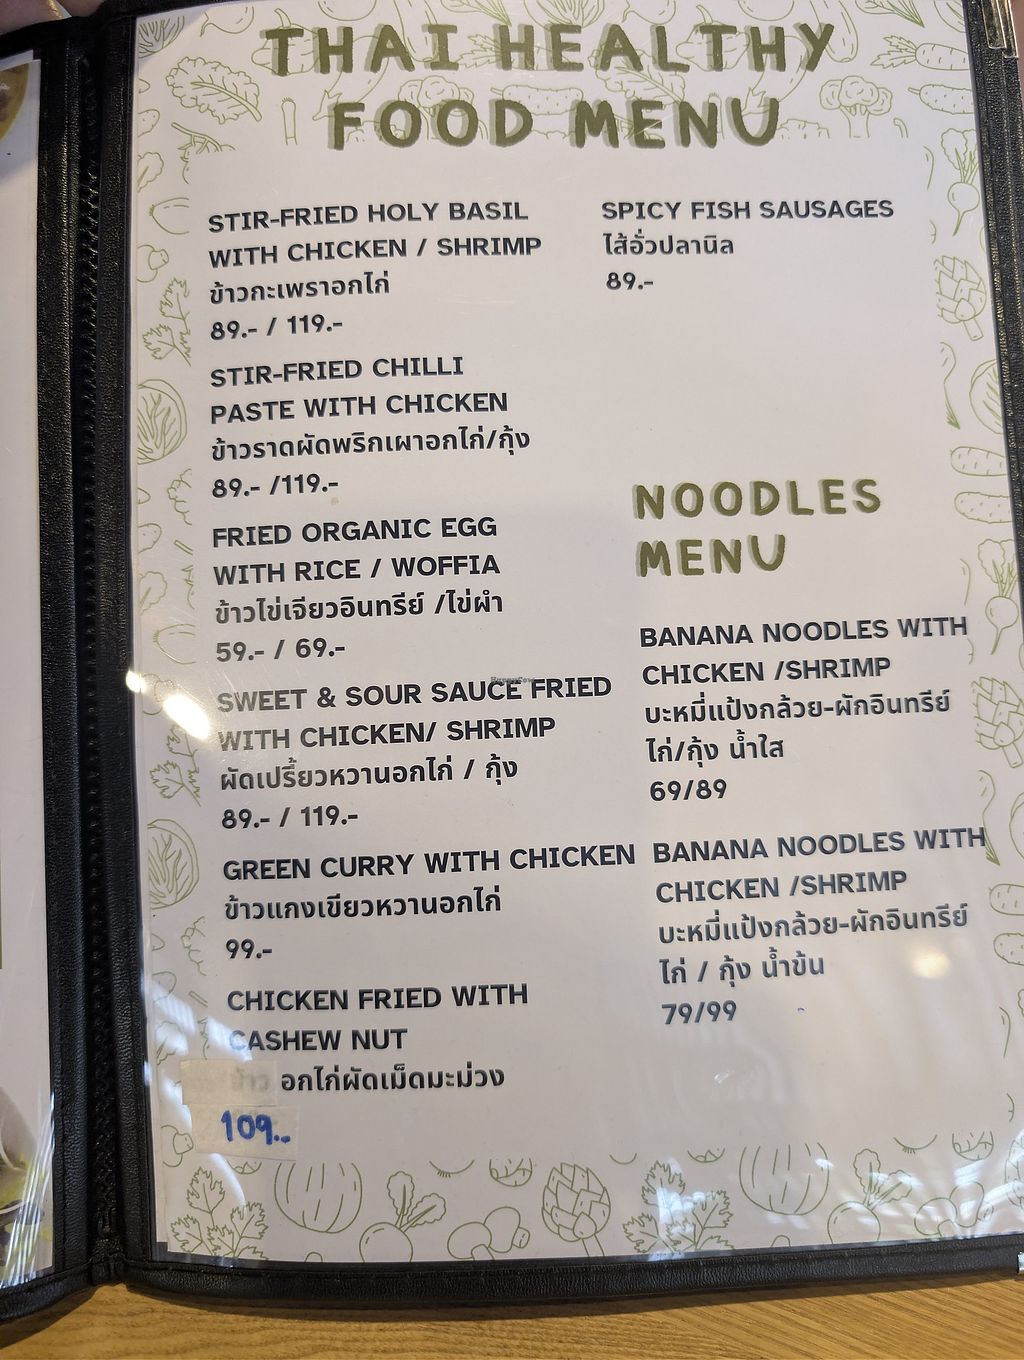 THAI HEALTHY
FOOD MENU
STIR-FRIED HOLY BASIL
WITH CHICKEN / SHRIMP
ข้าวกะเพราอกไก่
89.- / 119.-
STIR-FRIED CHILLI
PASTE WITH CHICKEN
ข้าวราดผัดพริกเผาอกไก่/กุ้ง
89.- /119.-
FRIED ORGANIC EGG
WITH RICE / WOFFIA
ข้าวไข่เจียวอินทรีย์ /ไข่ผำ
59.- / 69.-
SWEET & SOUR SAUCE FRIED
WITH CHICKEN/ SHRIMP
ผัดเปรี้ยวหวานอกไก่ / กุ้ง
89.- / 119.-
GREEN CURRY WITH CHICKEN
ข้าวแกงเขียวหวานอกไก่
99.-
CHICKEN FRIED WITH
CASHEW NUT
ข้าว อกไก่ผัดเม็ดมะม่วง
109..
SPICY FISH SAUSAGES
ไส้อั่วปลานิล
89.-
NOODLES
MENU
BANANA NOODLES WITH
CHICKEN /SHRIMP
บะหมี่แป้งกล้วย-ผักอินทรีย์
ไก่/กุ้ง น้ำใส
69/89
BANANA NOODLES WITH
CHICKEN /SHRIMP
บะหมี่แป้งกล้วย-ผักอินทรีย์
ไก่ / กุ้ง น้ำข้น
79/99
HappyCow